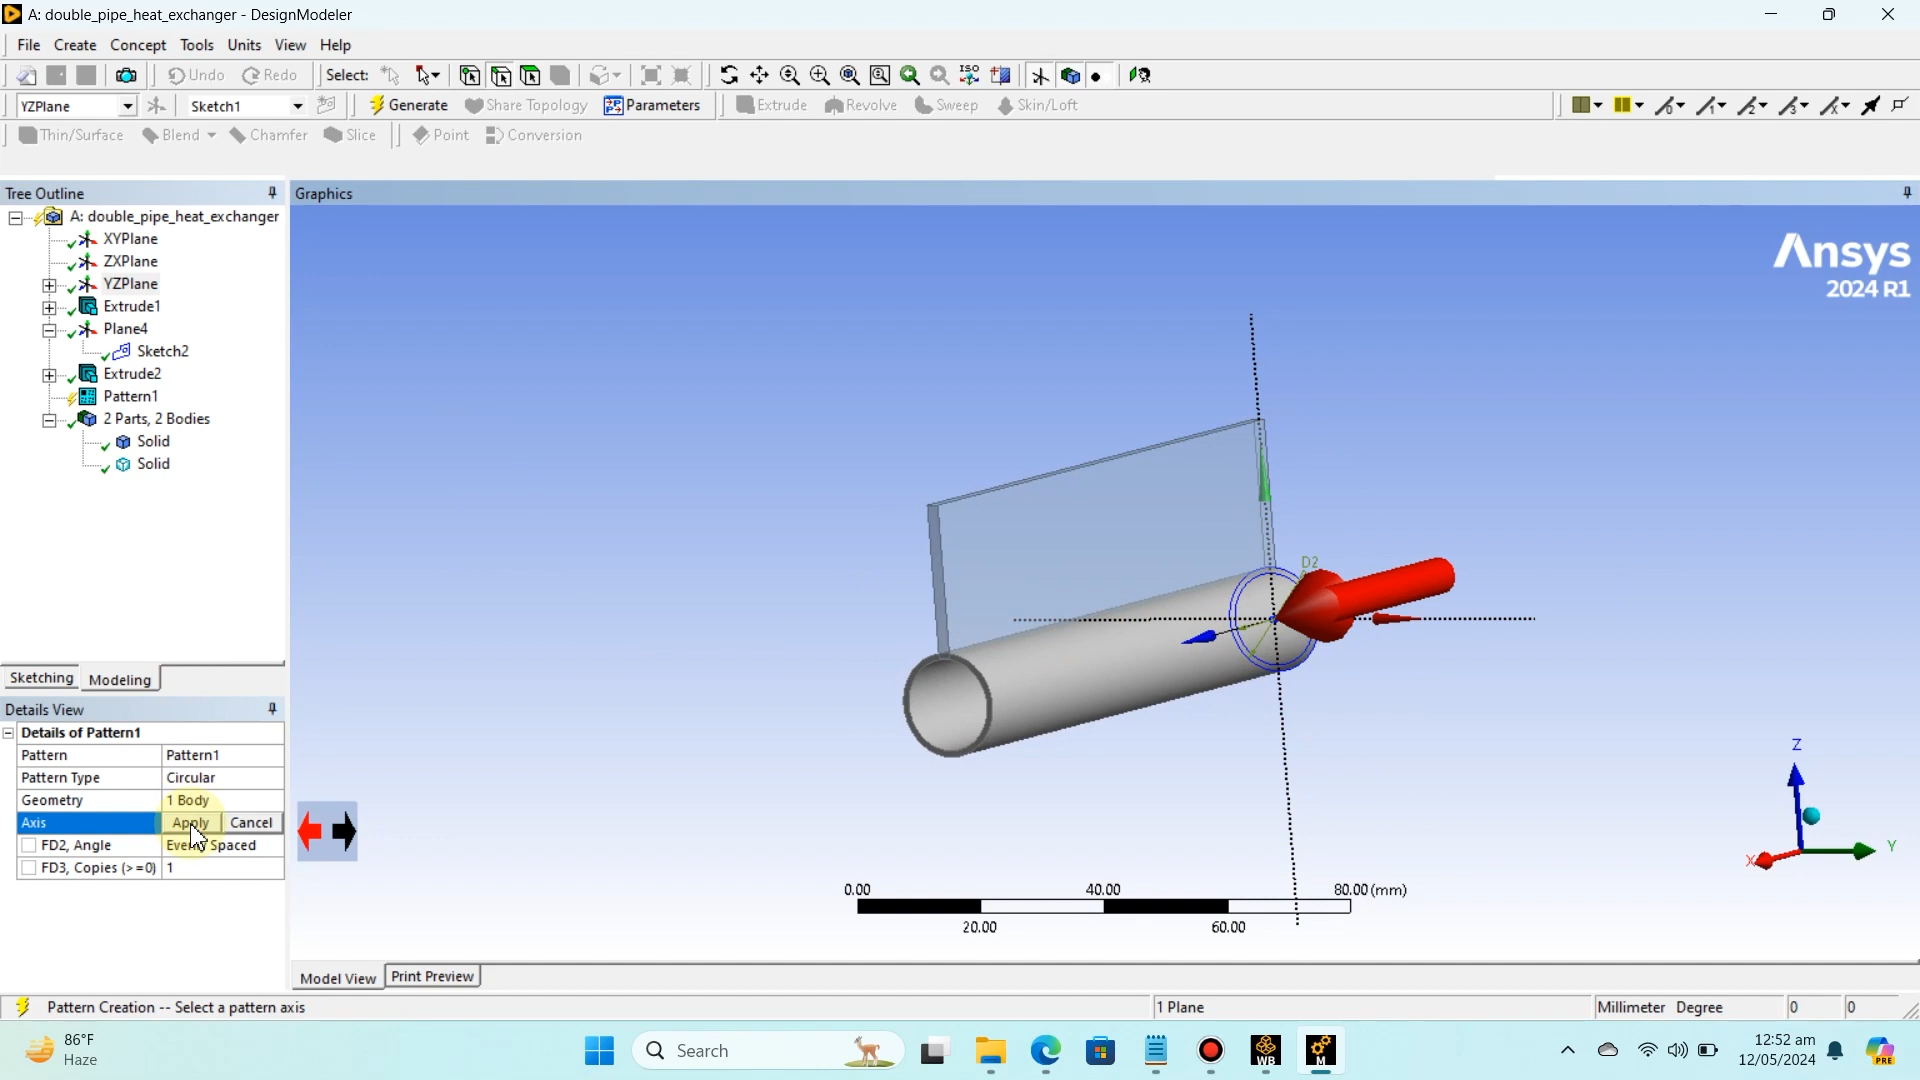 A: double_pipe_heat_exchanger - DesignModeler
File Create Concept Tools Units View Help
Undo Redo Select: ISO
YZPlane Sketch1 Generate Share Topology Parameters Extrude Revolve Sweep Skin/Loft
Thin/Surface Blend Chamfer Slice Point Conversion
Tree Outline
A: double_pipe_heat_exchanger
XYPlane
ZXPlane
YZPlane
Extrude1
Plane4
Sketch2
Extrude2
Pattern1
2 Parts, 2 Bodies
Solid
Solid
Sketching Modeling
Details View
Details of Pattern1
Pattern Pattern1
Pattern Type Circular
Geometry 1 Body
Axis Apply Cancel
FD2, Angle Evenly Spaced
FD3, Copies (>=0) 1
Graphics
Ansys
2024 R1
D2
Z
Y
X
0.00 40.00 80.00 (mm)
20.00 60.00
Model View Print Preview
Pattern Creation -- Select a pattern axis 1 Plane Millimeter Degree 0 0
86°F
Haze
Search
WB
M
12:52 am
12/05/2024
PRE